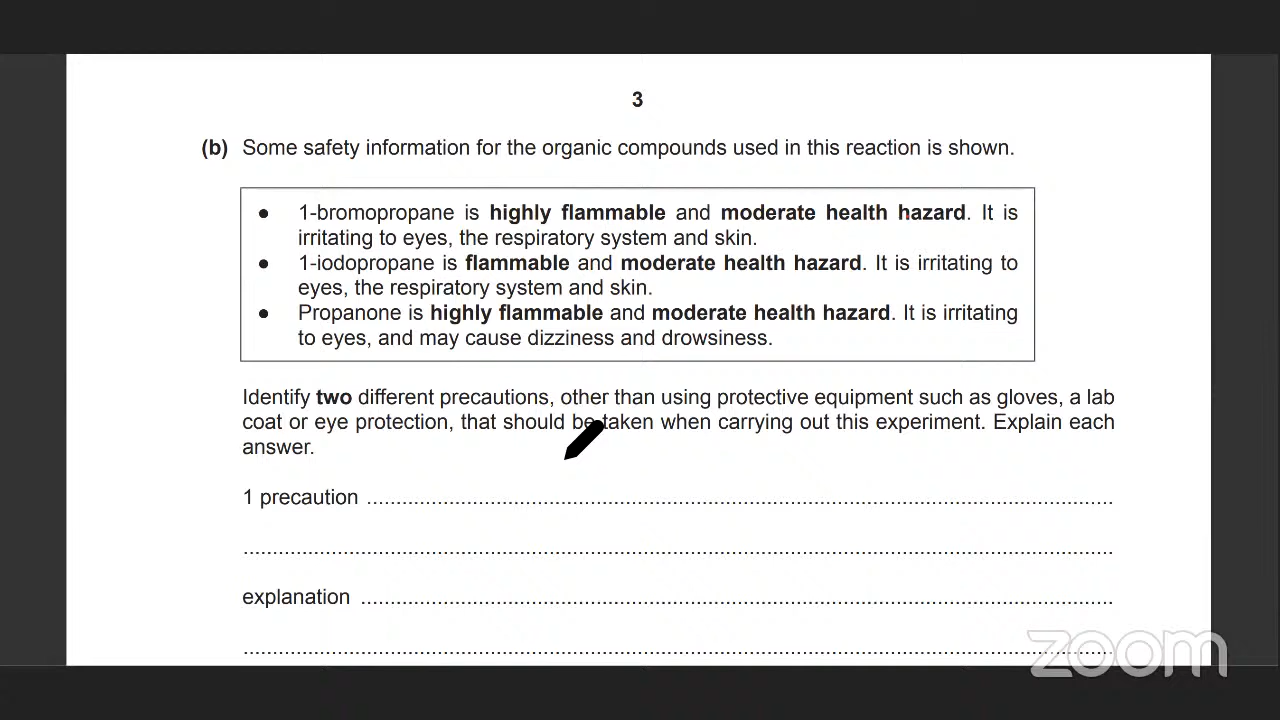 3
(b) Some safety information for the organic compounds used in this reaction is shown.
● 1-bromopropane is highly flammable and moderate health hazard. It is
irritating to eyes, the respiratory system and skin.
● 1-iodopropane is flammable and moderate health hazard. It is irritating to
eyes, the respiratory system and skin.
● Propanone is highly flammable and moderate health hazard. It is irritating
to eyes, and may cause dizziness and drowsiness.
Identify two different precautions, other than using protective equipment such as gloves, a lab
coat or eye protection, that should be taken when carrying out this experiment. Explain each
answer.
1 precaution ................................................................
................................................................
explanation ................................................................
................................................................
zoom